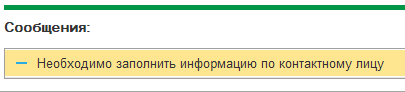 Сообщения:
Необходимо заполнить информацию по контактному лицу